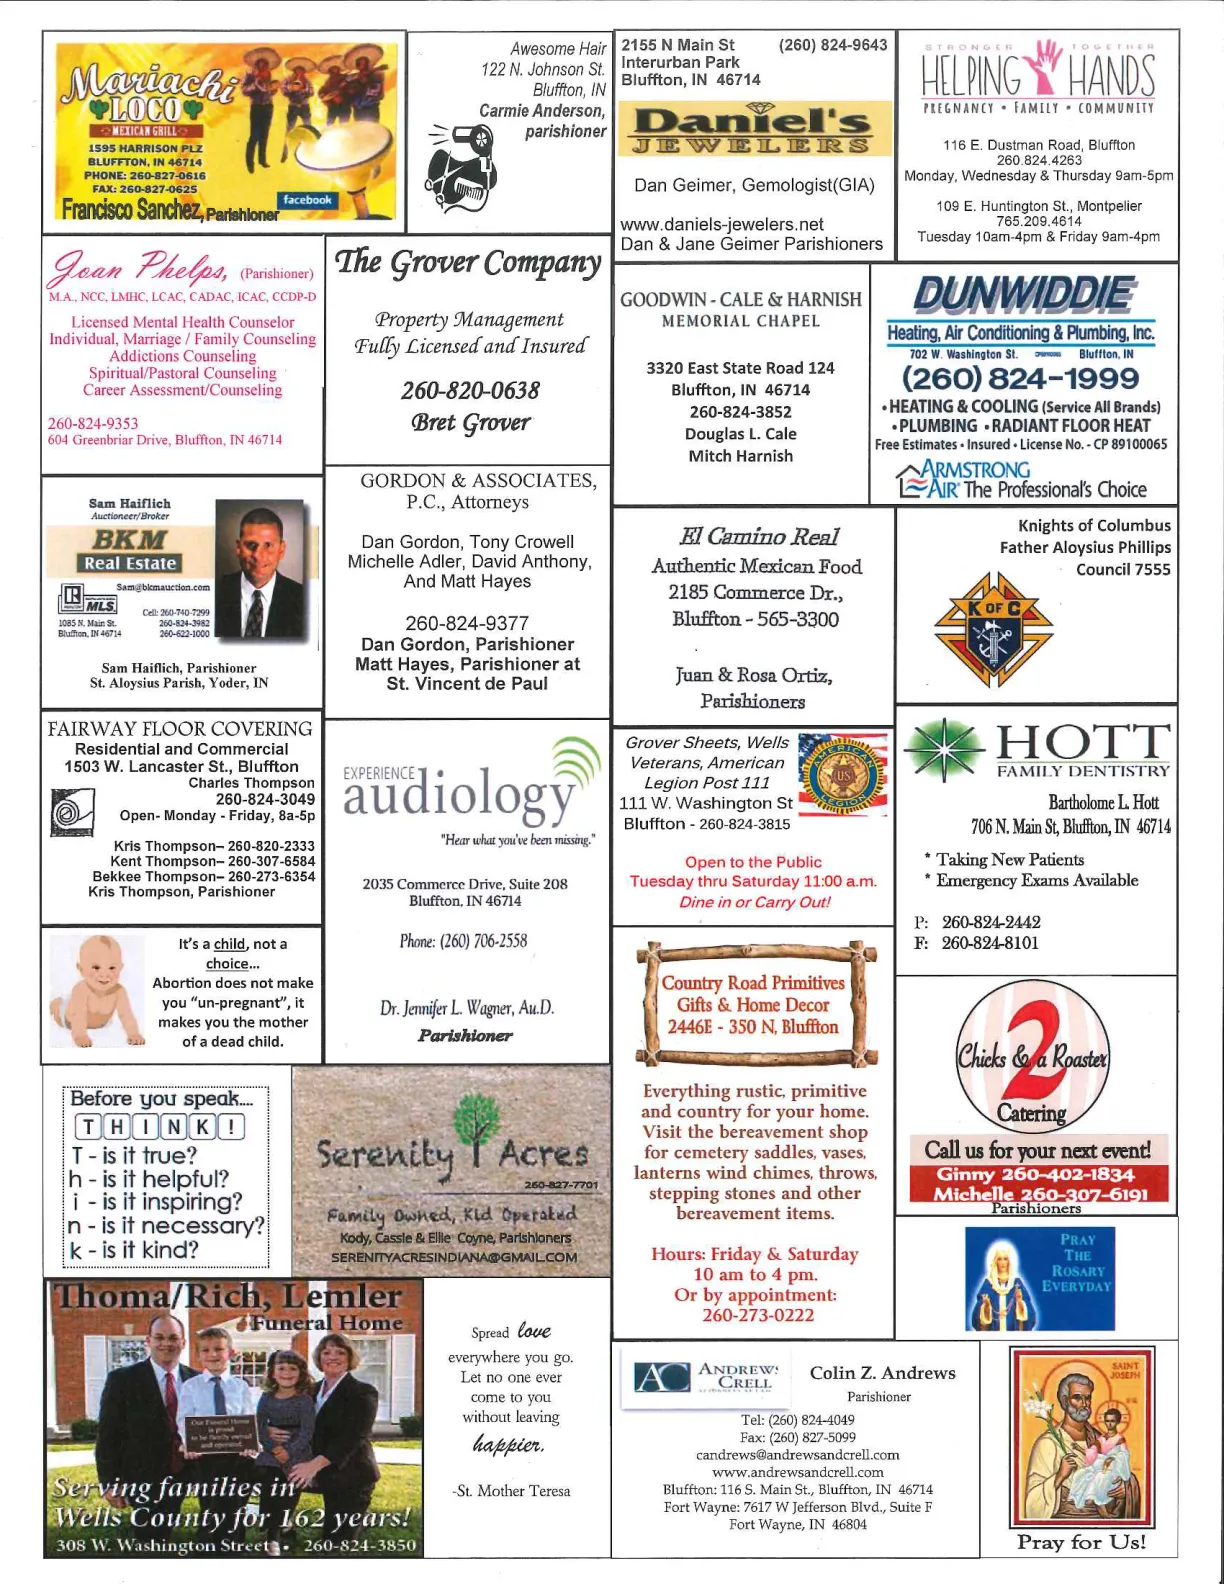 Mariachi
LOCO
MEXICAN GRILL
1595 HARRISON PLZ
BLUFFTON, IN 46714
PHONE: 260-827-0616
FAX: 260-827-0625
Francisco Sanchez, Parishioner
facebook
Awesome Hair
122 N. Johnson St.
Bluffton, IN
Carmie Anderson,
parishioner
2155 N Main St (260) 824-9643
Interurban Park
Bluffton, IN 46714
Daniel's
JEWELERS
Dan Geimer, Gemologist(GIA)
www.daniels-jewelers.net
Dan & Jane Geimer Parishioners
STRONGER TOGETHER
HELPING HANDS
PREGNANCY • FAMILY • COMMUNITY
116 E. Dustman Road, Bluffton
260.824.4263
Monday, Wednesday & Thursday 9am-5pm
109 E. Huntington St., Montpelier
765.209.4614
Tuesday 10am-4pm & Friday 9am-4pm
Joan Phelps, (Parishioner)
M.A., NCC, LMHC, LCAC, CADAC, ICAC, CCDP-D
Licensed Mental Health Counselor
Individual, Marriage / Family Counseling
Addictions Counseling
Spiritual/Pastoral Counseling
Career Assessment/Counseling
260-824-9353
604 Greenbriar Drive, Bluffton, IN 46714
The Grover Company
Property Management
Fully Licensed and Insured
260-820-0638
Bret Grover
GOODWIN - CALE & HARNISH
MEMORIAL CHAPEL
3320 East State Road 124
Bluffton, IN 46714
260-824-3852
Douglas L. Cale
Mitch Harnish
DUNWIDDIE
Heating, Air Conditioning & Plumbing, Inc.
702 W. Washington St. Bluffton, IN
(260) 824-1999
• HEATING & COOLING (Service All Brands)
• PLUMBING • RADIANT FLOOR HEAT
Free Estimates • Insured • License No. - CP 89100065
ARMSTRONG
AIR The Professional's Choice
Sam Haiflich
Auctioneer/Broker
BKM
Real Estate
Sam@bkmauction.com
R
MLS
Cell: 260-740-7299
1085 N. Main St. 260-824-3982
Bluffton, IN 46714 260-622-1000
Sam Haiflich, Parishioner
St. Aloysius Parish, Yoder, IN
GORDON & ASSOCIATES,
P.C., Attorneys
Dan Gordon, Tony Crowell
Michelle Adler, David Anthony,
And Matt Hayes
260-824-9377
Dan Gordon, Parishioner
Matt Hayes, Parishioner at
St. Vincent de Paul
El Camino Real
Authentic Mexican Food
2185 Commerce Dr.,
Bluffton - 565-3300
Juan & Rosa Ortiz,
Parishioners
Knights of Columbus
Father Aloysius Phillips
Council 7555
K OF C
FAIRWAY FLOOR COVERING
Residential and Commercial
1503 W. Lancaster St., Bluffton
Charles Thompson
260-824-3049
Open- Monday - Friday, 8a-5p
Kris Thompson– 260-820-2333
Kent Thompson– 260-307-6584
Bekkee Thompson– 260-273-6354
Kris Thompson, Parishioner
EXPERIENCE
audiology
"Hear what you've been missing."
2035 Commerce Drive, Suite 208
Bluffton, IN 46714
Phone: (260) 706-2558
Dr. Jennifer L. Wagner, Au.D.
Parishioner
Grover Sheets, Wells
Veterans, American
Legion Post 111
111 W. Washington St
Bluffton - 260-824-3815
AMERICAN
US
LEGION
Open to the Public
Tuesday thru Saturday 11:00 a.m.
Dine in or Carry Out!
HOTT
FAMILY DENTISTRY
Bartholome L. Hott
706 N. Main St, Bluffton, IN 46714
* Taking New Patients
* Emergency Exams Available
P: 260-824-2442
F: 260-824-8101
It's a child, not a
choice...
Abortion does not make
you "un-pregnant", it
makes you the mother
of a dead child.
Country Road Primitives
Gifts & Home Decor
2446E - 350 N, Bluffton
Everything rustic, primitive
and country for your home.
Visit the bereavement shop
for cemetery saddles, vases,
lanterns wind chimes, throws,
stepping stones and other
bereavement items.
Hours: Friday & Saturday
10 am to 4 pm.
Or by appointment:
260-273-0222
2
Chicks & a Roaster
Catering
Call us for your next event!
Ginny 260-402-1834
Michelle 260-307-6191
Parishioners
Before you speak....
T H I N K !
T - is it true?
h - is it helpful?
i - is it inspiring?
n - is it necessary?
k - is it kind?
Serenity Acres
260-827-7701
Family Owned, Kid Operated
Kody, Cassie & Ellie Coyne, Parishioners
SERENITYACRESINDIANA@GMAIL.COM
PRAY
THE
ROSARY
EVERYDAY
Thoma/Rich, Lemler
Funeral Home
Our Funeral Home
is proud
to be family owned
and operated.
Serving families in
Wells County for 162 years!
308 W. Washington Street • 260-824-3850
Spread love
everywhere you go.
Let no one ever
come to you
without leaving
happier.
-St. Mother Teresa
AC ANDREWS
CRELL
ATTORNEYS AT LAW
Colin Z. Andrews
Parishioner
Tel: (260) 824-4049
Fax: (260) 827-5099
candrews@andrewsandcrell.com
www.andrewsandcrell.com
Bluffton: 116 S. Main St., Bluffton, IN 46714
Fort Wayne: 7617 W Jefferson Blvd., Suite F
Fort Wayne, IN 46804
SAINT
JOSEPH
Pray for Us!